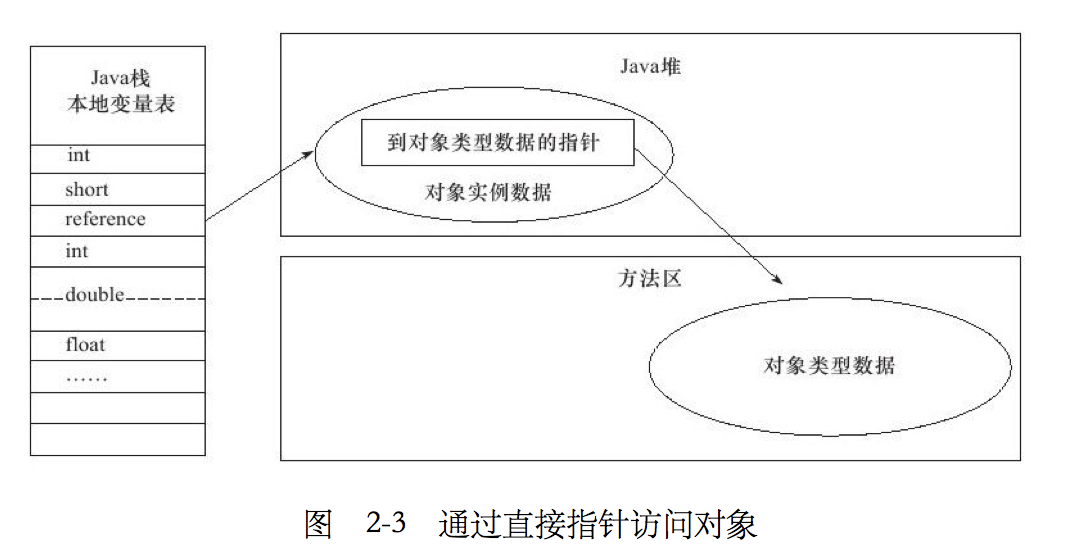 Java栈
本地变量表
int
short
reference
int
double
float
……
Java堆
到对象类型数据的指针
对象实例数据
方法区
对象类型数据
图 2-3 通过直接指针访问对象